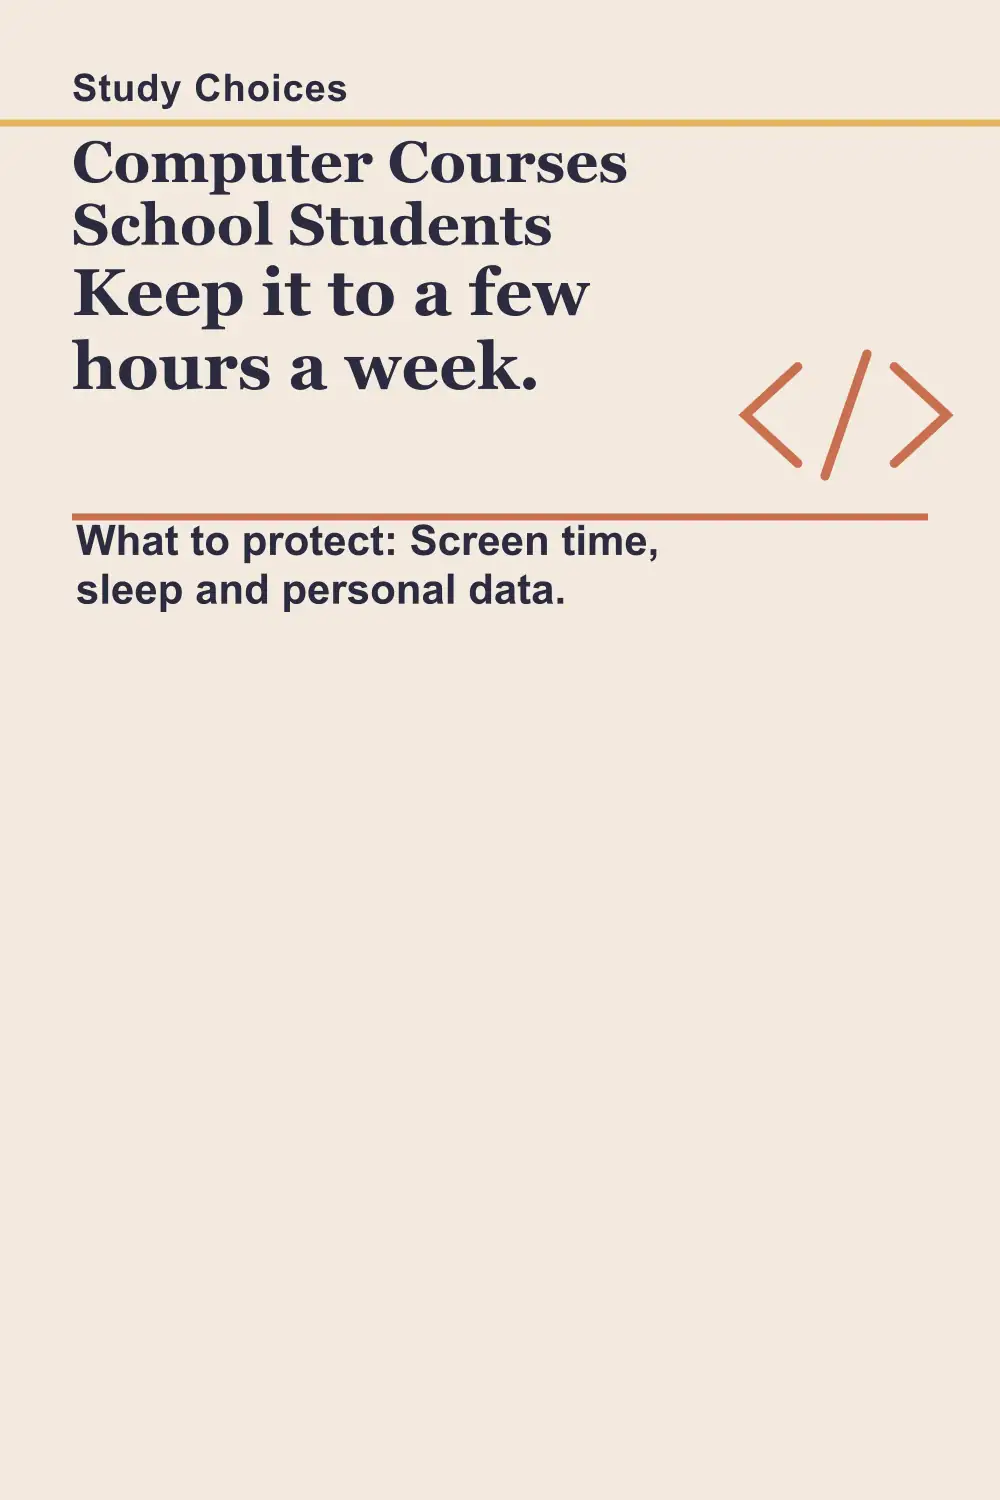 Study Choices
Computer Courses
School Students
Keep it to a few
hours a week.
What to protect: Screen time,
sleep and personal data.